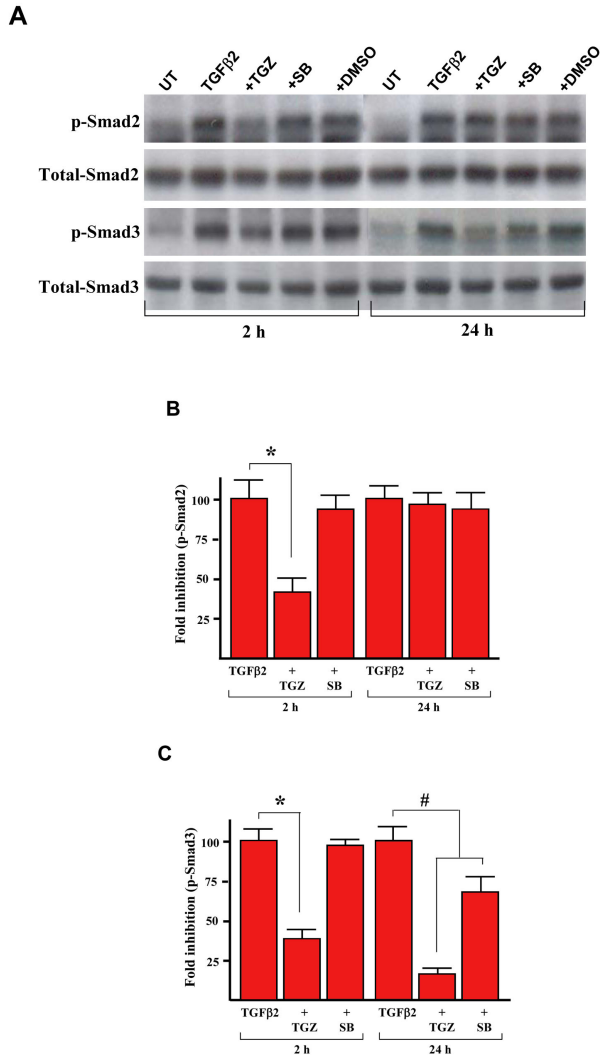 A
UT TGFβ2 +TGZ +SB +DMSO UT TGFβ2 +TGZ +SB +DMSO
p-Smad2
Total-Smad2
p-Smad3
Total-Smad3
2 h 24 h
B
Fold inhibition (p-Smad2)
100
75
50
25
*
TGFβ2 + TGZ + SB TGFβ2 + TGZ + SB
2 h 24 h
C
Fold inhibition (p-Smad3)
100
75
50
25
* #
TGFβ2 + TGZ + SB TGFβ2 + TGZ + SB
2 h 24 h